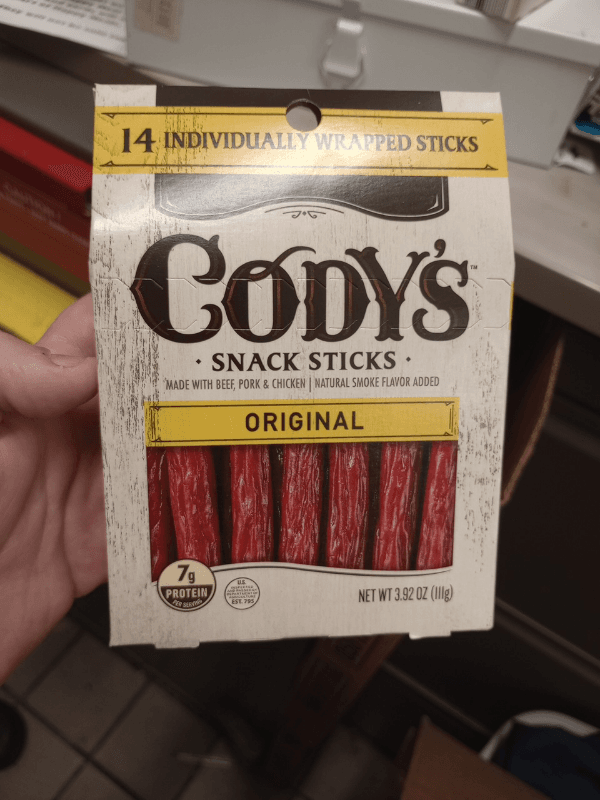 14 INDIVIDUALLY WRAPPED STICKS
CODY'S™
• SNACK STICKS •
MADE WITH BEEF, PORK & CHICKEN | NATURAL SMOKE FLAVOR ADDED
ORIGINAL
7g
PROTEIN
PER SERVING
U.S.
EST. 795
NET WT 3.92 OZ (111g)